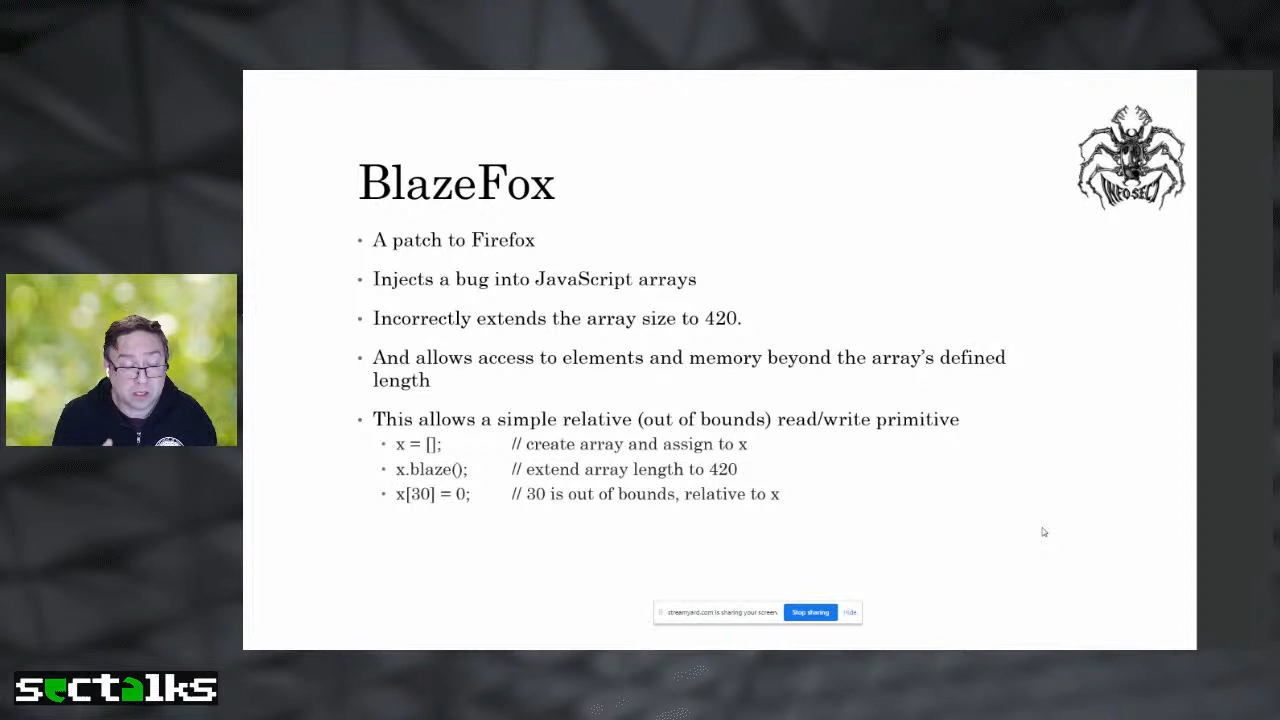 INFOSECT
BlazeFox
• A patch to Firefox
• Injects a bug into JavaScript arrays
• Incorrectly extends the array size to 420.
• And allows access to elements and memory beyond the array's defined
length
• This allows a simple relative (out of bounds) read/write primitive
• x = []; // create array and assign to x
• x.blaze(); // extend array length to 420
• x[30] = 0; // 30 is out of bounds, relative to x
streamyard.com is sharing your screen. Stop sharing Hide
sectalks